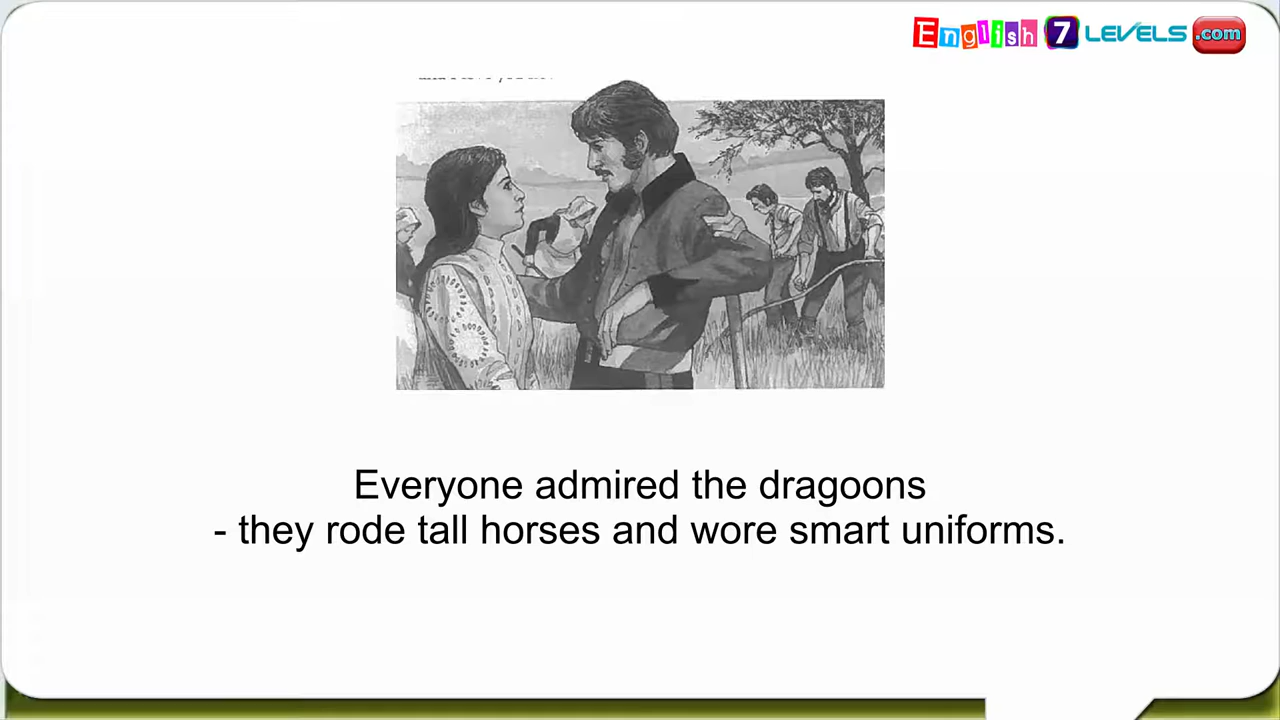 English 7 LEVELS .com
Everyone admired the dragoons
- they rode tall horses and wore smart uniforms.